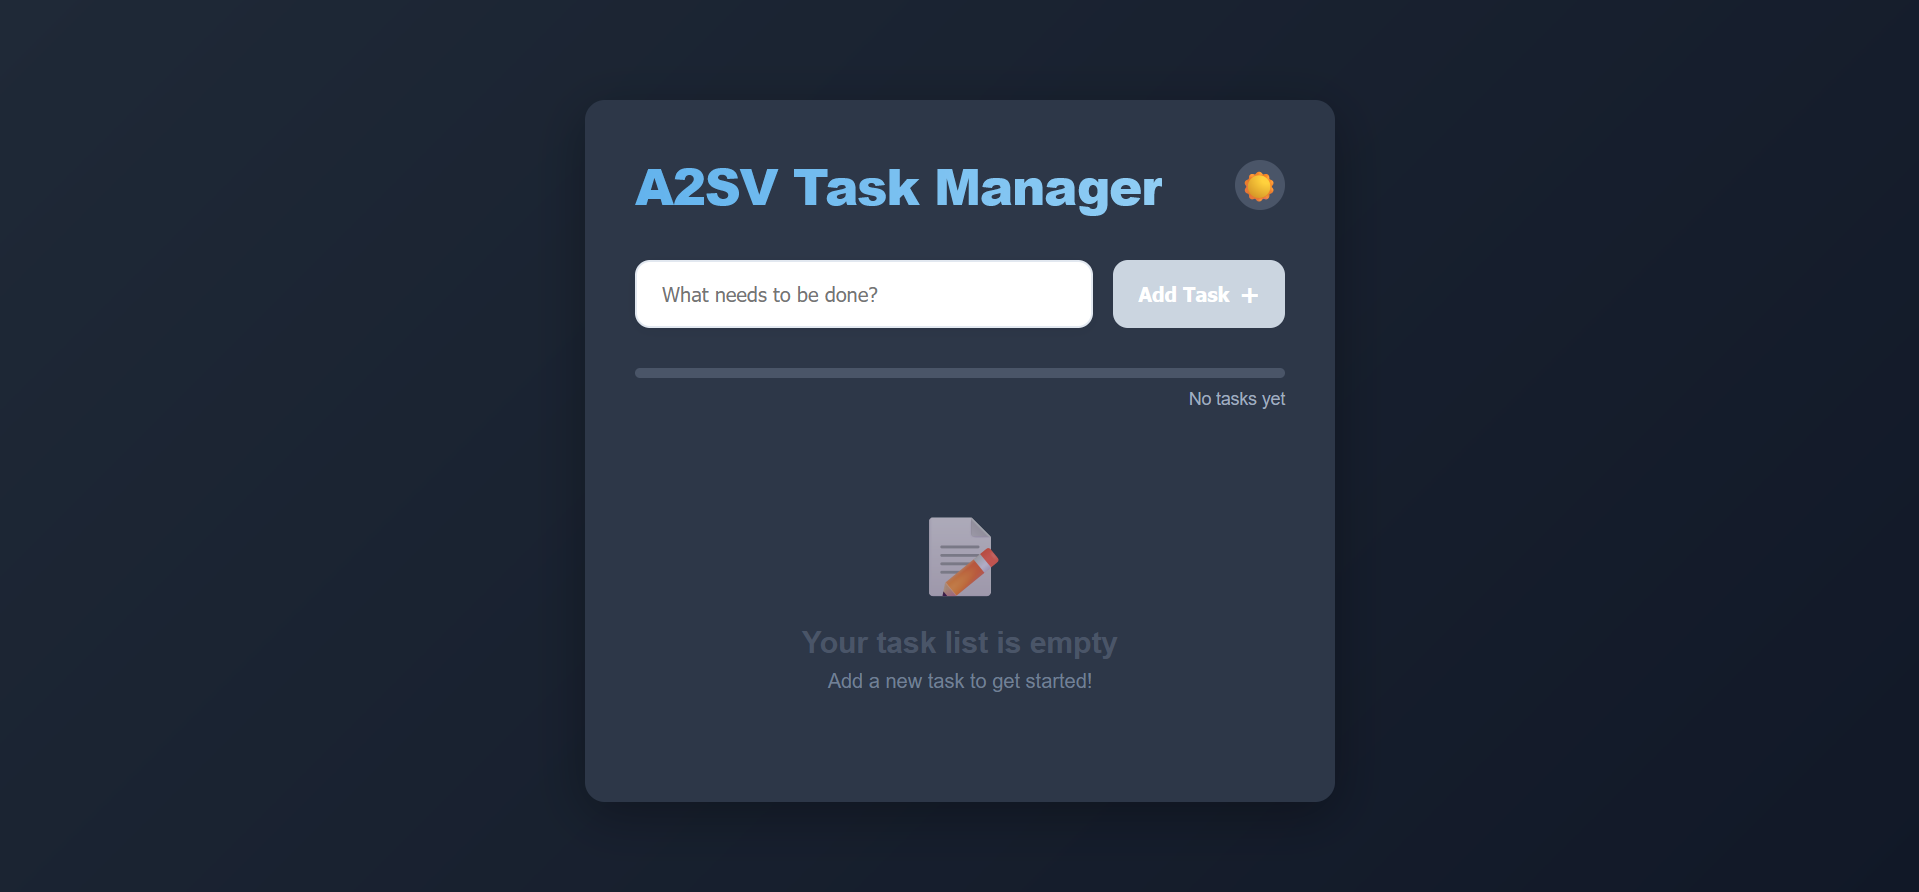 A2SV Task Manager
What needs to be done?
Add Task +
No tasks yet
Your task list is empty
Add a new task to get started!